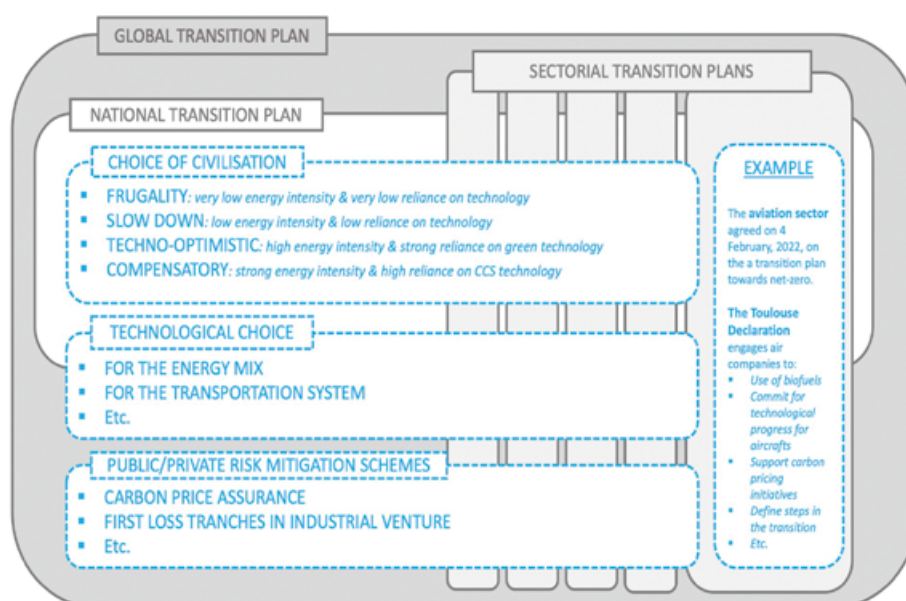 GLOBAL TRANSITION PLAN
SECTORIAL TRANSITION PLANS
NATIONAL TRANSITION PLAN
CHOICE OF CIVILISATION
▪ FRUGALITY: very low energy intensity & very low reliance on technology
▪ SLOW DOWN: low energy intensity & low reliance on technology
▪ TECHNO-OPTIMISTIC: high energy intensity & strong reliance on green technology
▪ COMPENSATORY: strong energy intensity & high reliance on CCS technology
TECHNOLOGICAL CHOICE
▪ FOR THE ENERGY MIX
▪ FOR THE TRANSPORTATION SYSTEM
▪ Etc.
PUBLIC/PRIVATE RISK MITIGATION SCHEMES
▪ CARBON PRICE ASSURANCE
▪ FIRST LOSS TRANCHES IN INDUSTRIAL VENTURE
▪ Etc.
EXAMPLE
The aviation sector
agreed on 4
February, 2022, on
the a transition plan
towards net-zero.
The Toulouse
Declaration
engages air
companies to:
▪ Use of biofuels
▪ Commit for
technological
progress for
aircrafts
▪ Support carbon
pricing
initiatives
▪ Define steps in
the transition
▪ Etc.